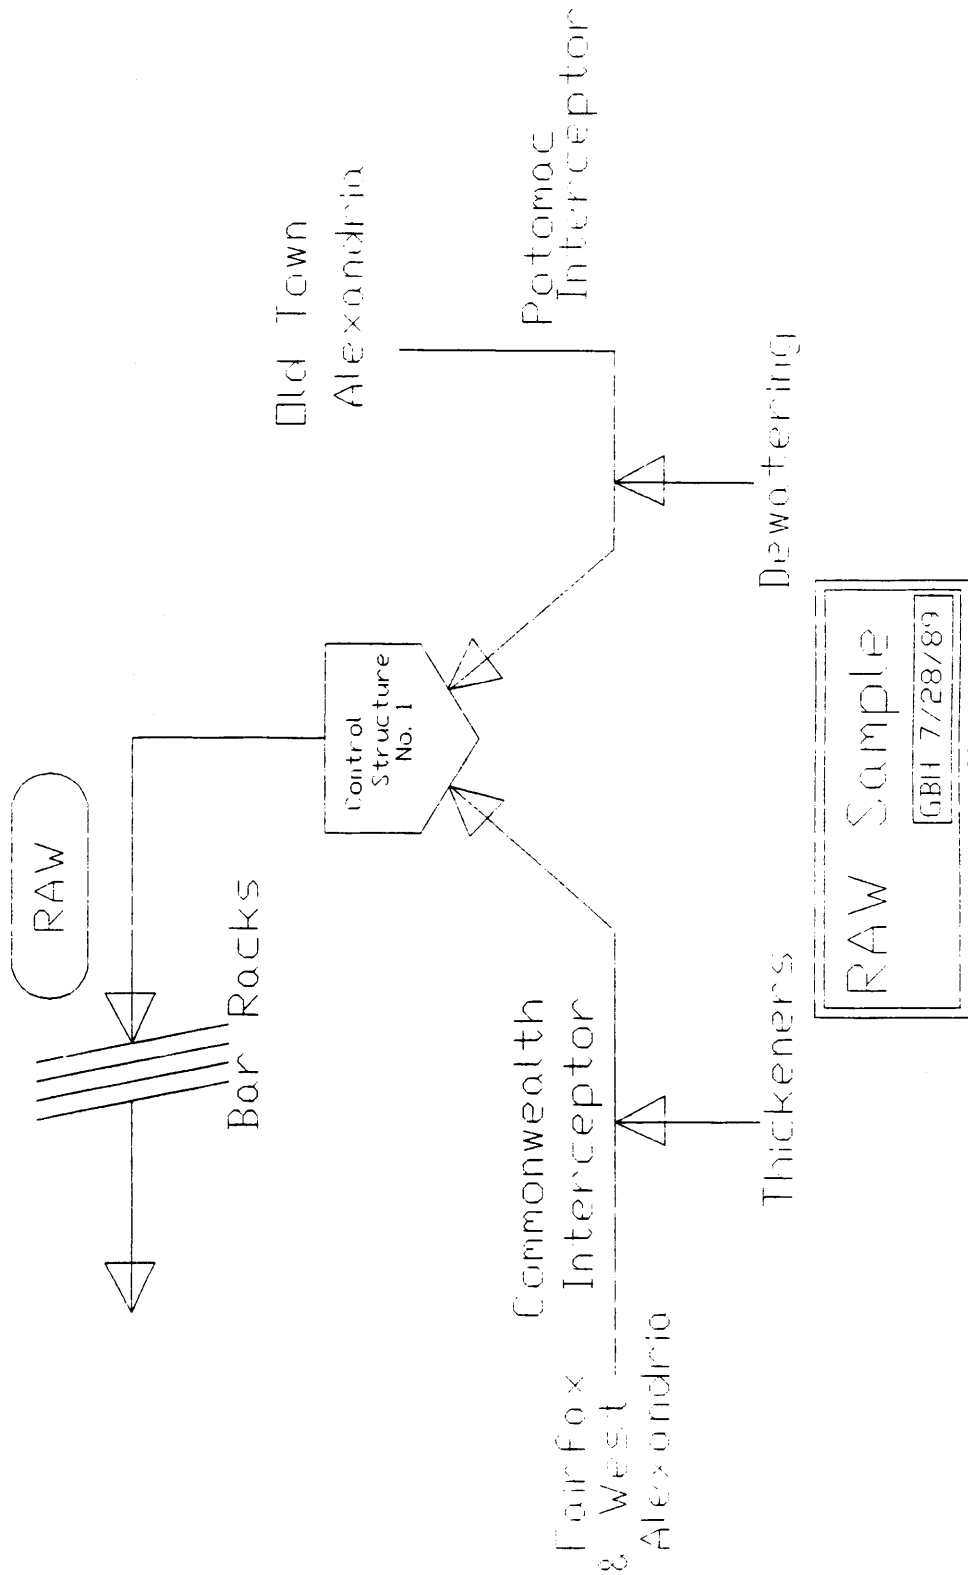 RAW
Bar Racks
Control
Structure
No. 1
Old Town
Alexandria
Commonwealth
Interceptor
Potomac
Interceptor
Fairfax
& West
Alexandria
Thickeners
Dewatering
RAW Sample
GBH 7/28/89